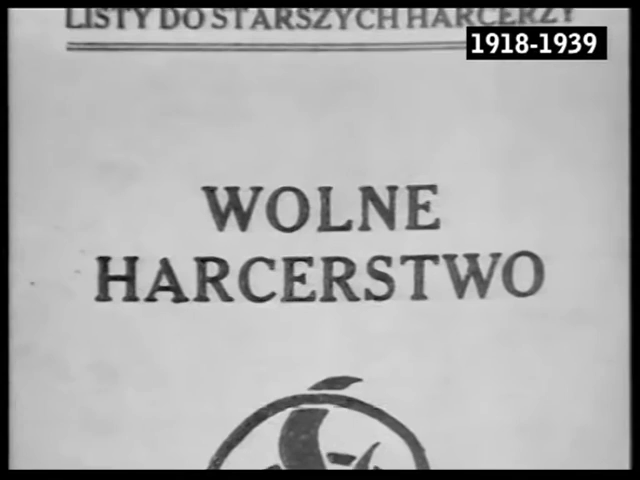 LISTY DO STARSZYCH HARCERZY
1918-1939
WOLNE
HARCERSTWO